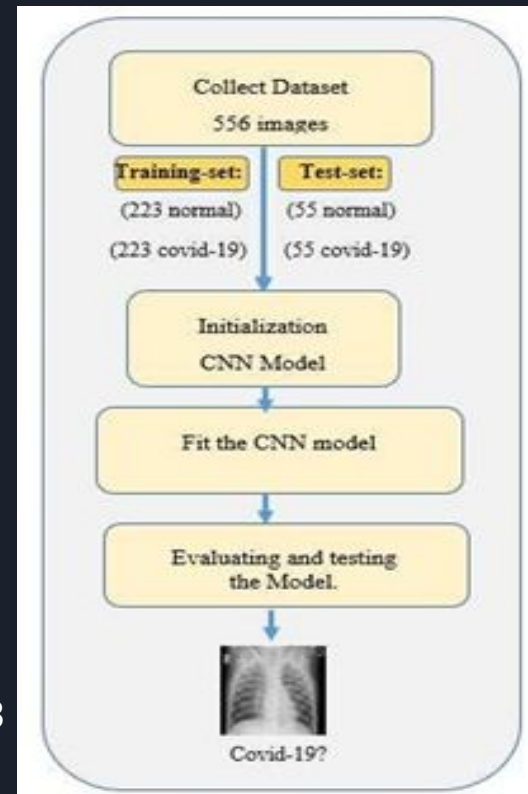 Collect Dataset
556 images
Training-set:
(223 normal)
(223 covid-19)
Test-set:
(55 normal)
(55 covid-19)
Initialization
CNN Model
Fit the CNN model
Evaluating and testing
the Model.
Covid-19?
3